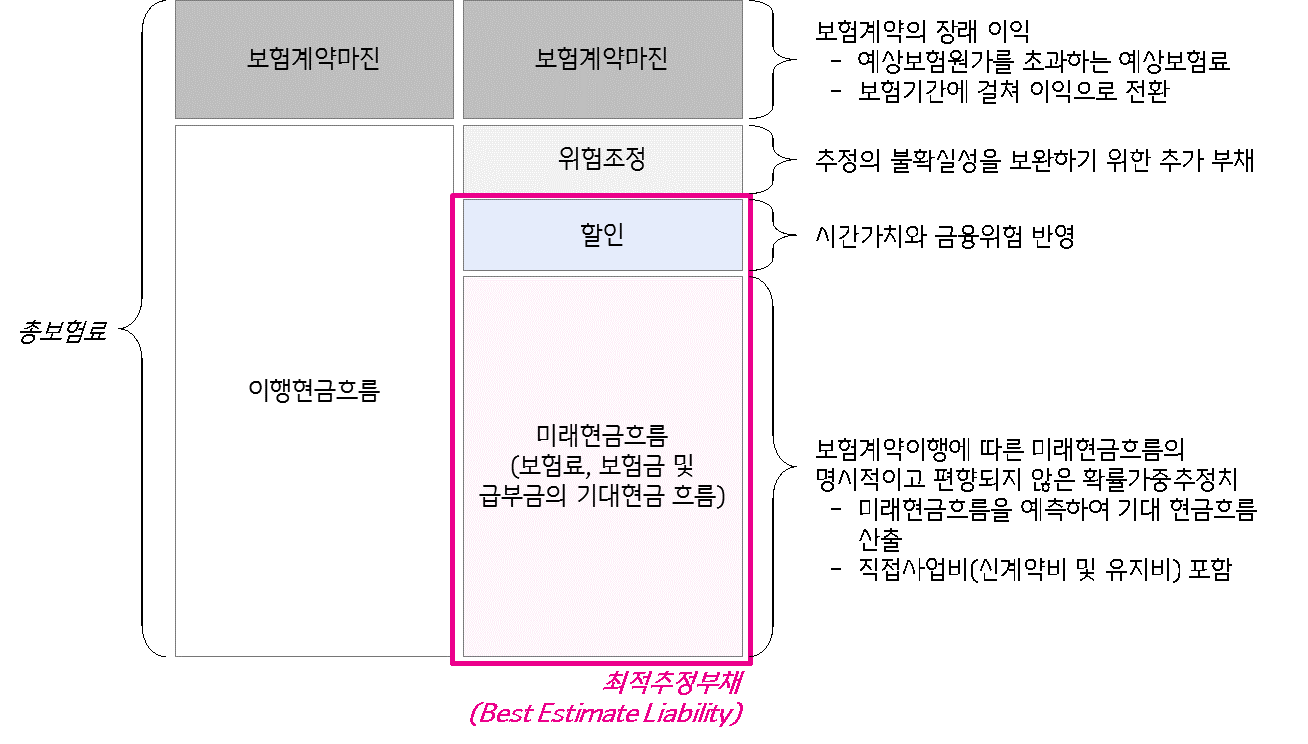 총보험료
보험계약마진
이행현금흐름
보험계약마진
위험조정
할인
미래현금흐름
(보험료, 보험금 및
급부금의 기대현금 흐름)
최적추정부채
(Best Estimate Liability)
보험계약의 장래 이익
- 예상보험원가를 초과하는 예상보험료
- 보험기간에 걸쳐 이익으로 전환
추정의 불확실성을 보완하기 위한 추가 부채
시간가치와 금융위험 반영
보험계약이행에 따른 미래현금흐름의
명시적이고 편향되지 않은 확률가중추정치
- 미래현금흐름을 예측하여 기대 현금흐름
산출
- 직접사업비(신계약비 및 유지비) 포함